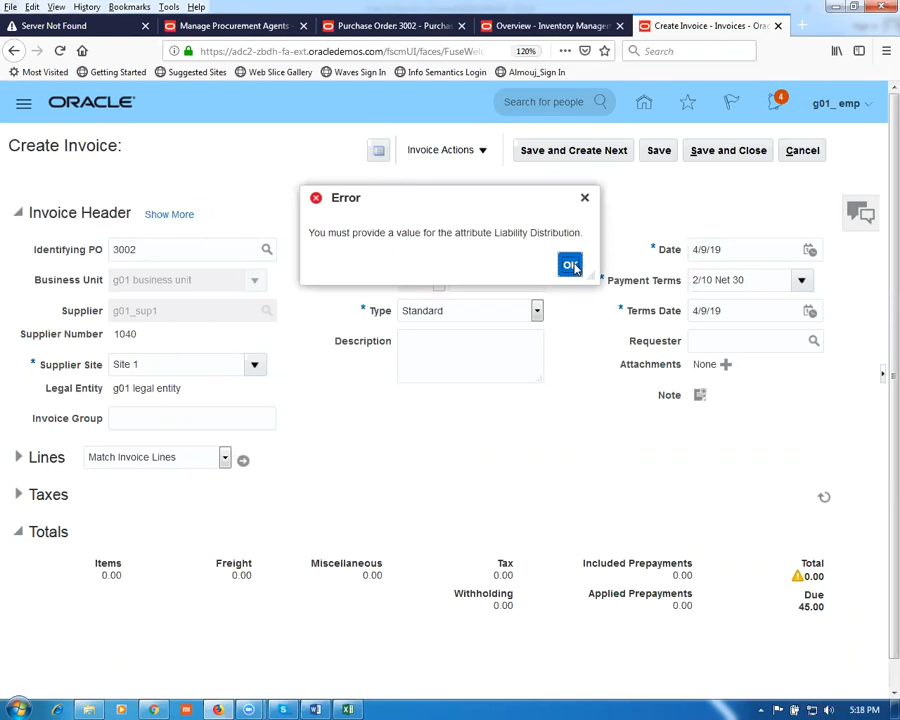 File Edit View History Bookmarks Tools Help
Server Not Found
Manage Procurement Agents -
Purchase Order: 3002 - Purchas
Overview - Inventory Managem
Create Invoice - Invoices - Ora
https://adc2-zbdh-fa-ext.oracledemos.com/fscmUI/faces/FuseWelc
120%
Search
Most Visited Getting Started Suggested Sites Web Slice Gallery Waves Sign In Info Semantics Login Almouj_Sign In
ORACLE
Search for people
4
g01_ emp
Create Invoice:
Invoice Actions
Save and Create Next
Save
Save and Close
Cancel
Error
You must provide a value for the attribute Liability Distribution.
OK
Invoice Header
Show More
Identifying PO 3002
Business Unit g01 business unit
Supplier g01_sup1
Supplier Number 1040
* Supplier Site Site 1
Legal Entity g01 legal entity
Invoice Group
* Type Standard
Description
* Date 4/9/19
* Payment Terms 2/10 Net 30
* Terms Date 4/9/19
Requester
Attachments None
Note
Lines
Match Invoice Lines
Taxes
Totals
Items Freight Miscellaneous Tax Included Prepayments Total
0.00 0.00 0.00 0.00 0.00 0.00
Withholding Applied Prepayments Due
0.00 0.00 45.00
5:18 PM